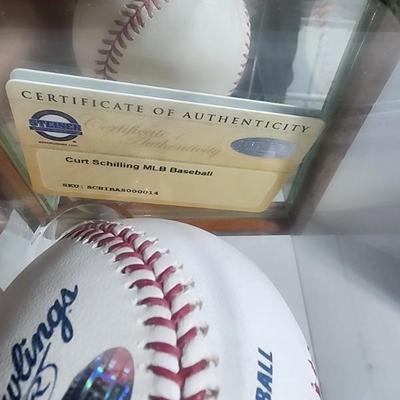 CERTIFICATE OF AUTHENTICITY
STEINER
Certificate of
Authenticity
Curt Schilling MLB Baseball
SKU: SCHIBAS000014
Rawlings
BALL